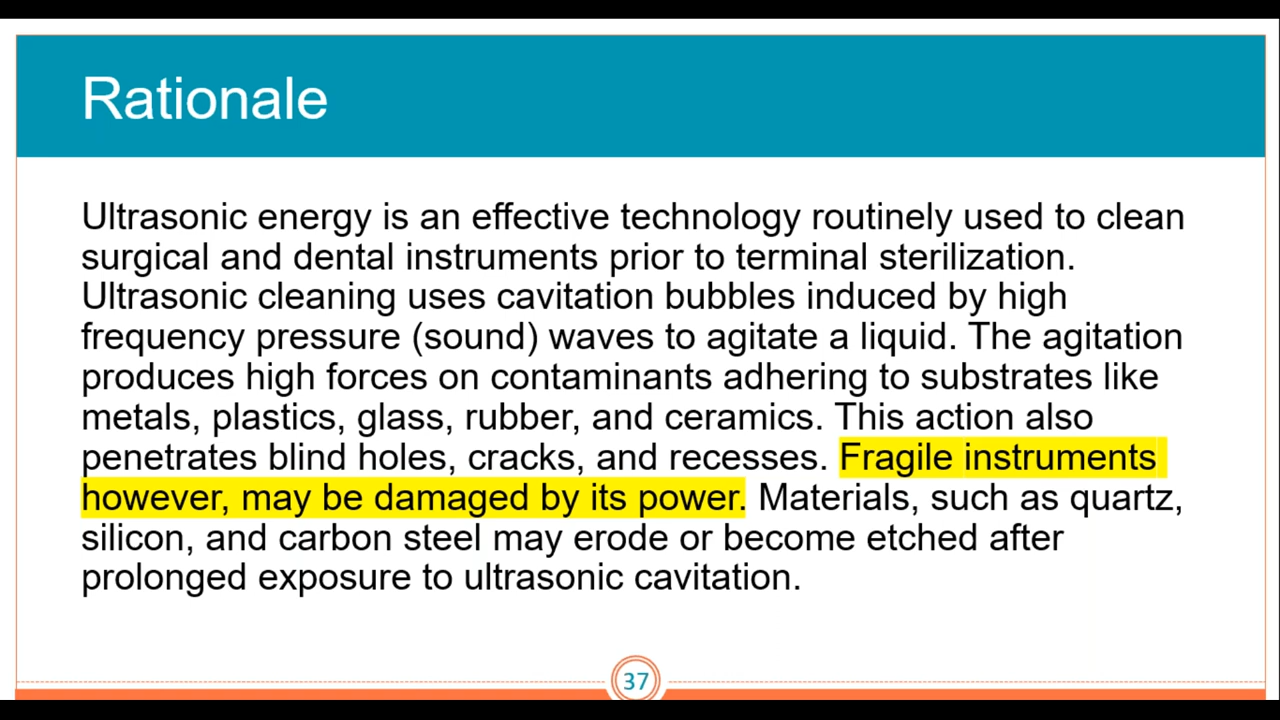 Rationale
Ultrasonic energy is an effective technology routinely used to clean
surgical and dental instruments prior to terminal sterilization.
Ultrasonic cleaning uses cavitation bubbles induced by high
frequency pressure (sound) waves to agitate a liquid. The agitation
produces high forces on contaminants adhering to substrates like
metals, plastics, glass, rubber, and ceramics. This action also
penetrates blind holes, cracks, and recesses. Fragile instruments
however, may be damaged by its power. Materials, such as quartz,
silicon, and carbon steel may erode or become etched after
prolonged exposure to ultrasonic cavitation.
37